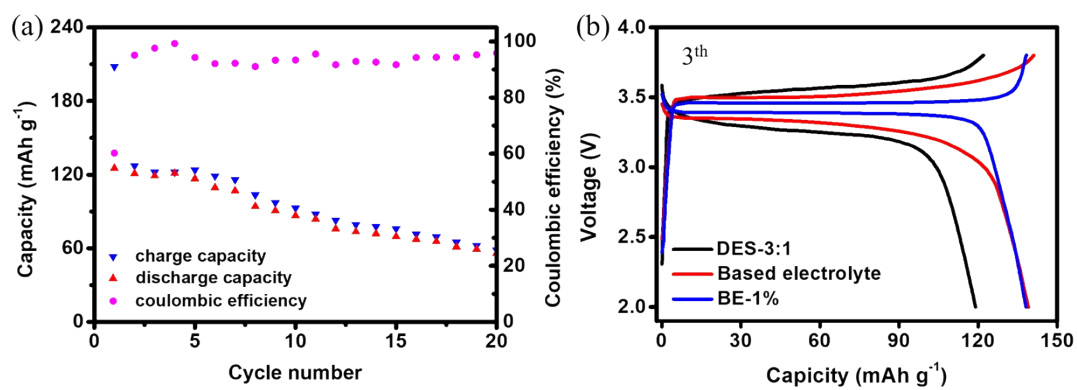 (a)
240
180
120
60
0
Capacity (mAh g⁻¹)
charge capacity
discharge capacity
coulombic efficiency
0 5 10 15 20
Cycle number
100
80
60
40
20
0
Coulombic efficiency (%)
(b)
3ᵗʰ
4.0
3.5
3.0
2.5
2.0
Voltage (V)
DES-3:1
Based electrolyte
BE-1%
0 30 60 90 120 150
Capicity (mAh g⁻¹)